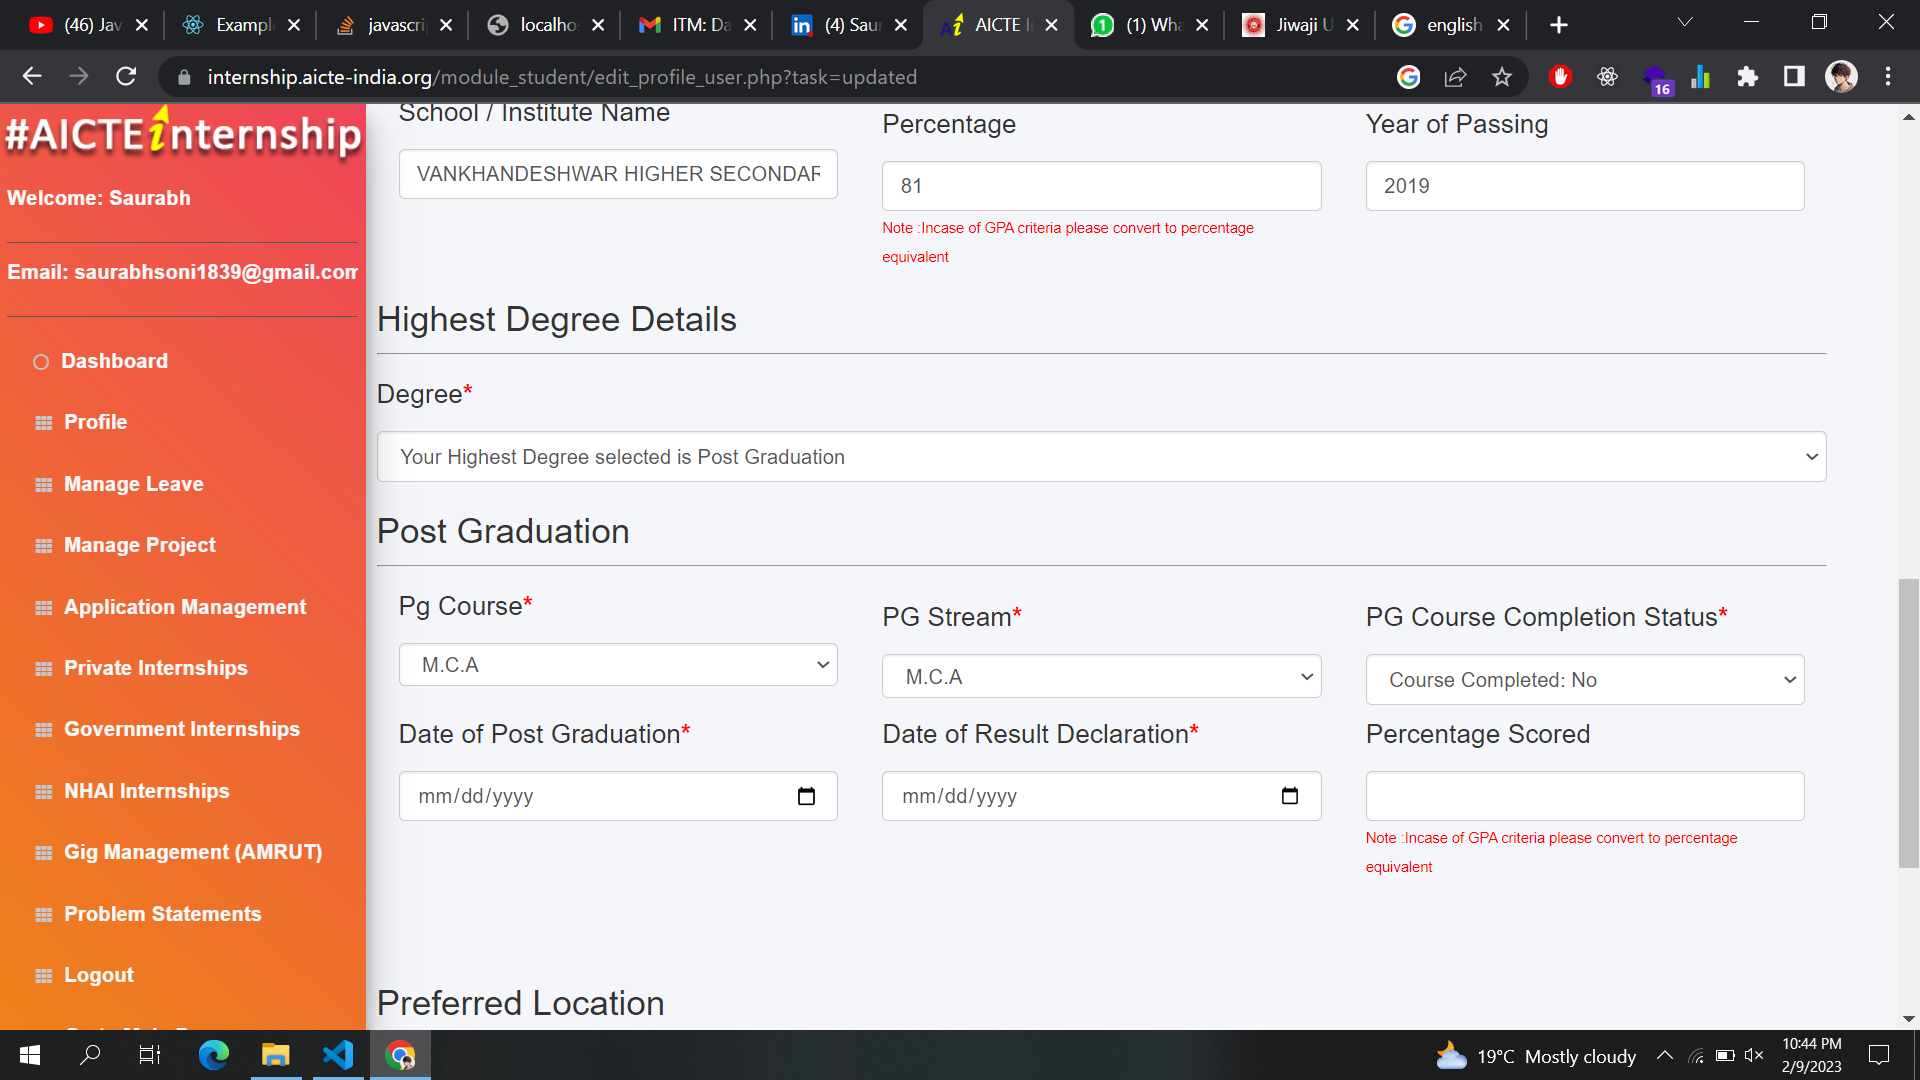 (46) Jav
Exampl
javascri
localho
ITM: Da
(4) Saur
AICTE I
(1) Wha
Jiwaji U
english
internship.aicte-india.org/module_student/edit_profile_user.php?task=updated
16
#AICTEinternship
Welcome: Saurabh
Email: saurabhsoni1839@gmail.com
Dashboard
Profile
Manage Leave
Manage Project
Application Management
Private Internships
Government Internships
NHAI Internships
Gig Management (AMRUT)
Problem Statements
Logout
School / Institute Name
Percentage
Year of Passing
VANKHANDESHWAR HIGHER SECONDAR
81
2019
Note :Incase of GPA criteria please convert to percentage
equivalent
Highest Degree Details
Degree*
Your Highest Degree selected is Post Graduation
Post Graduation
Pg Course*
PG Stream*
PG Course Completion Status*
M.C.A
M.C.A
Course Completed: No
Date of Post Graduation*
Date of Result Declaration*
Percentage Scored
mm/dd/yyyy
mm/dd/yyyy
Note :Incase of GPA criteria please convert to percentage
equivalent
Preferred Location
19°C Mostly cloudy
10:44 PM
2/9/2023